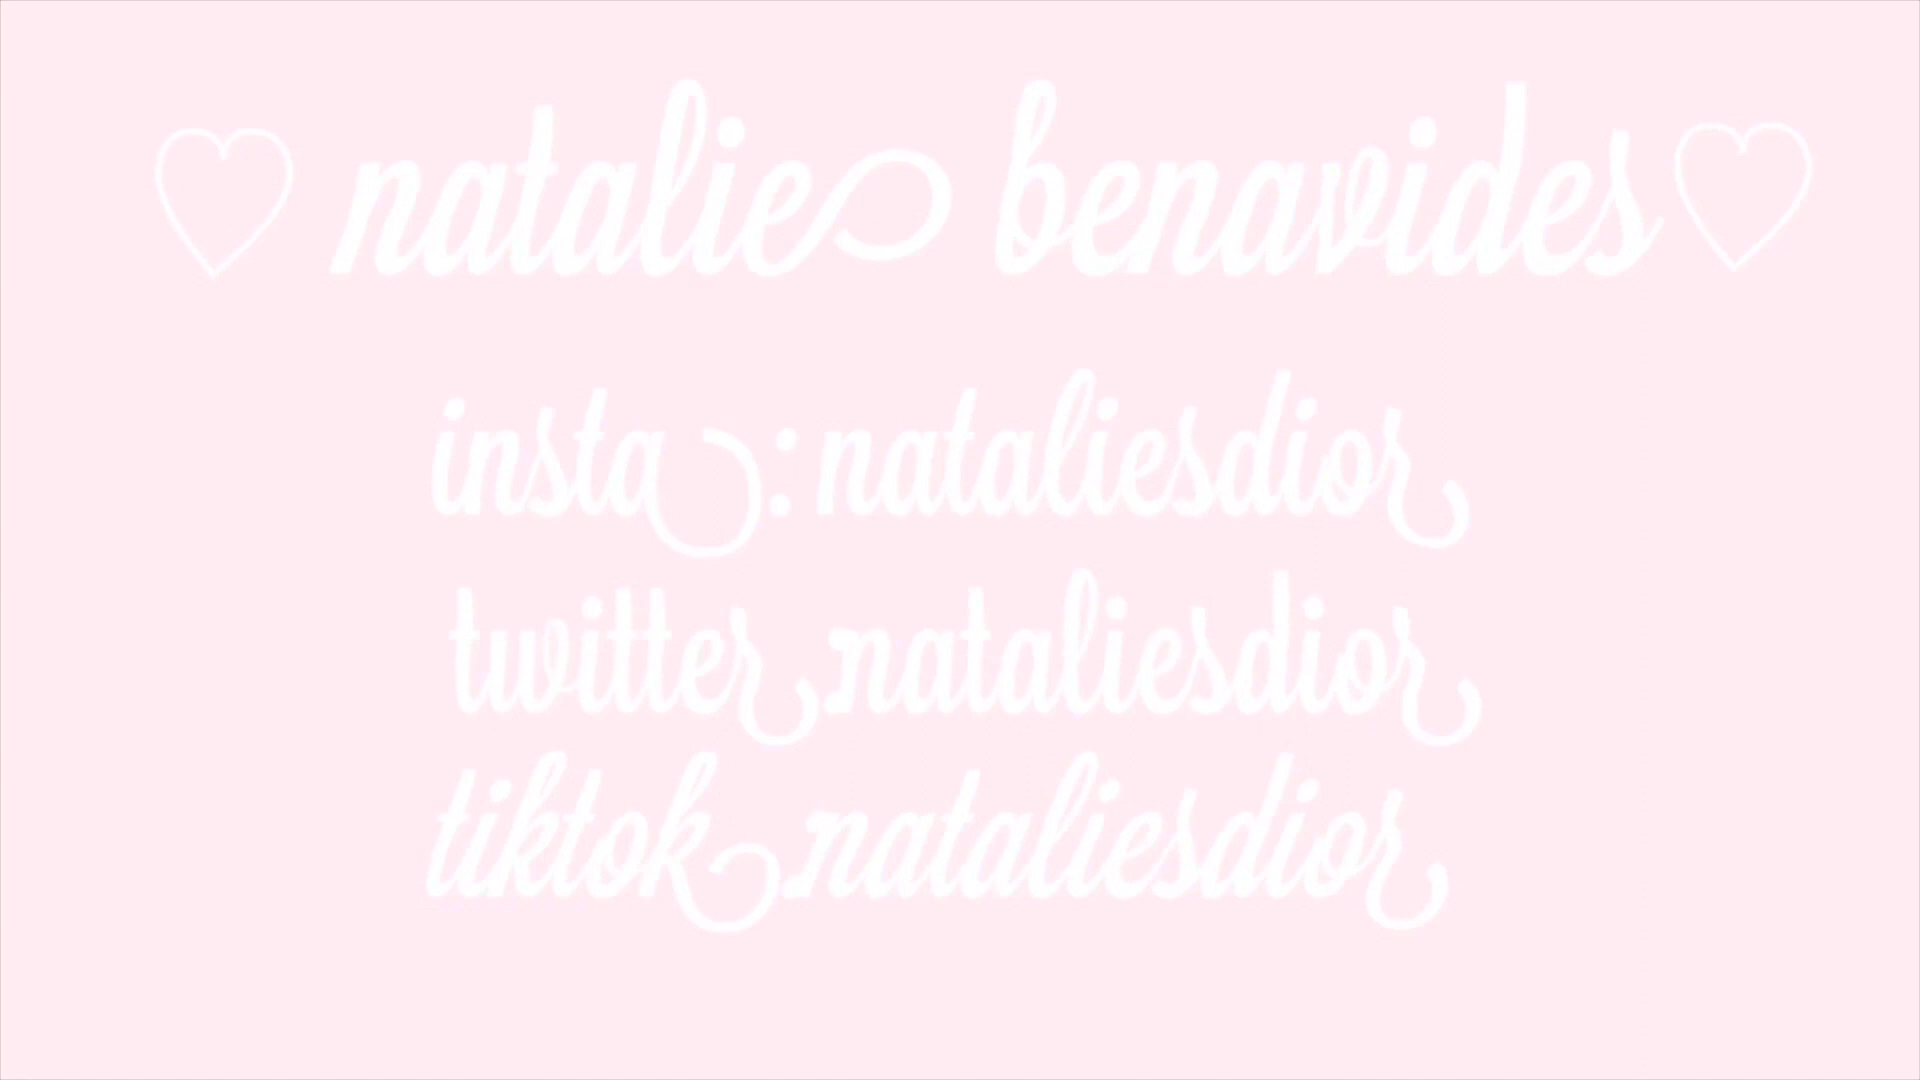 ♡ natalie benavides ♡
insta : nataliesdior
twitter : nataliesdior
tiktok : nataliesdior